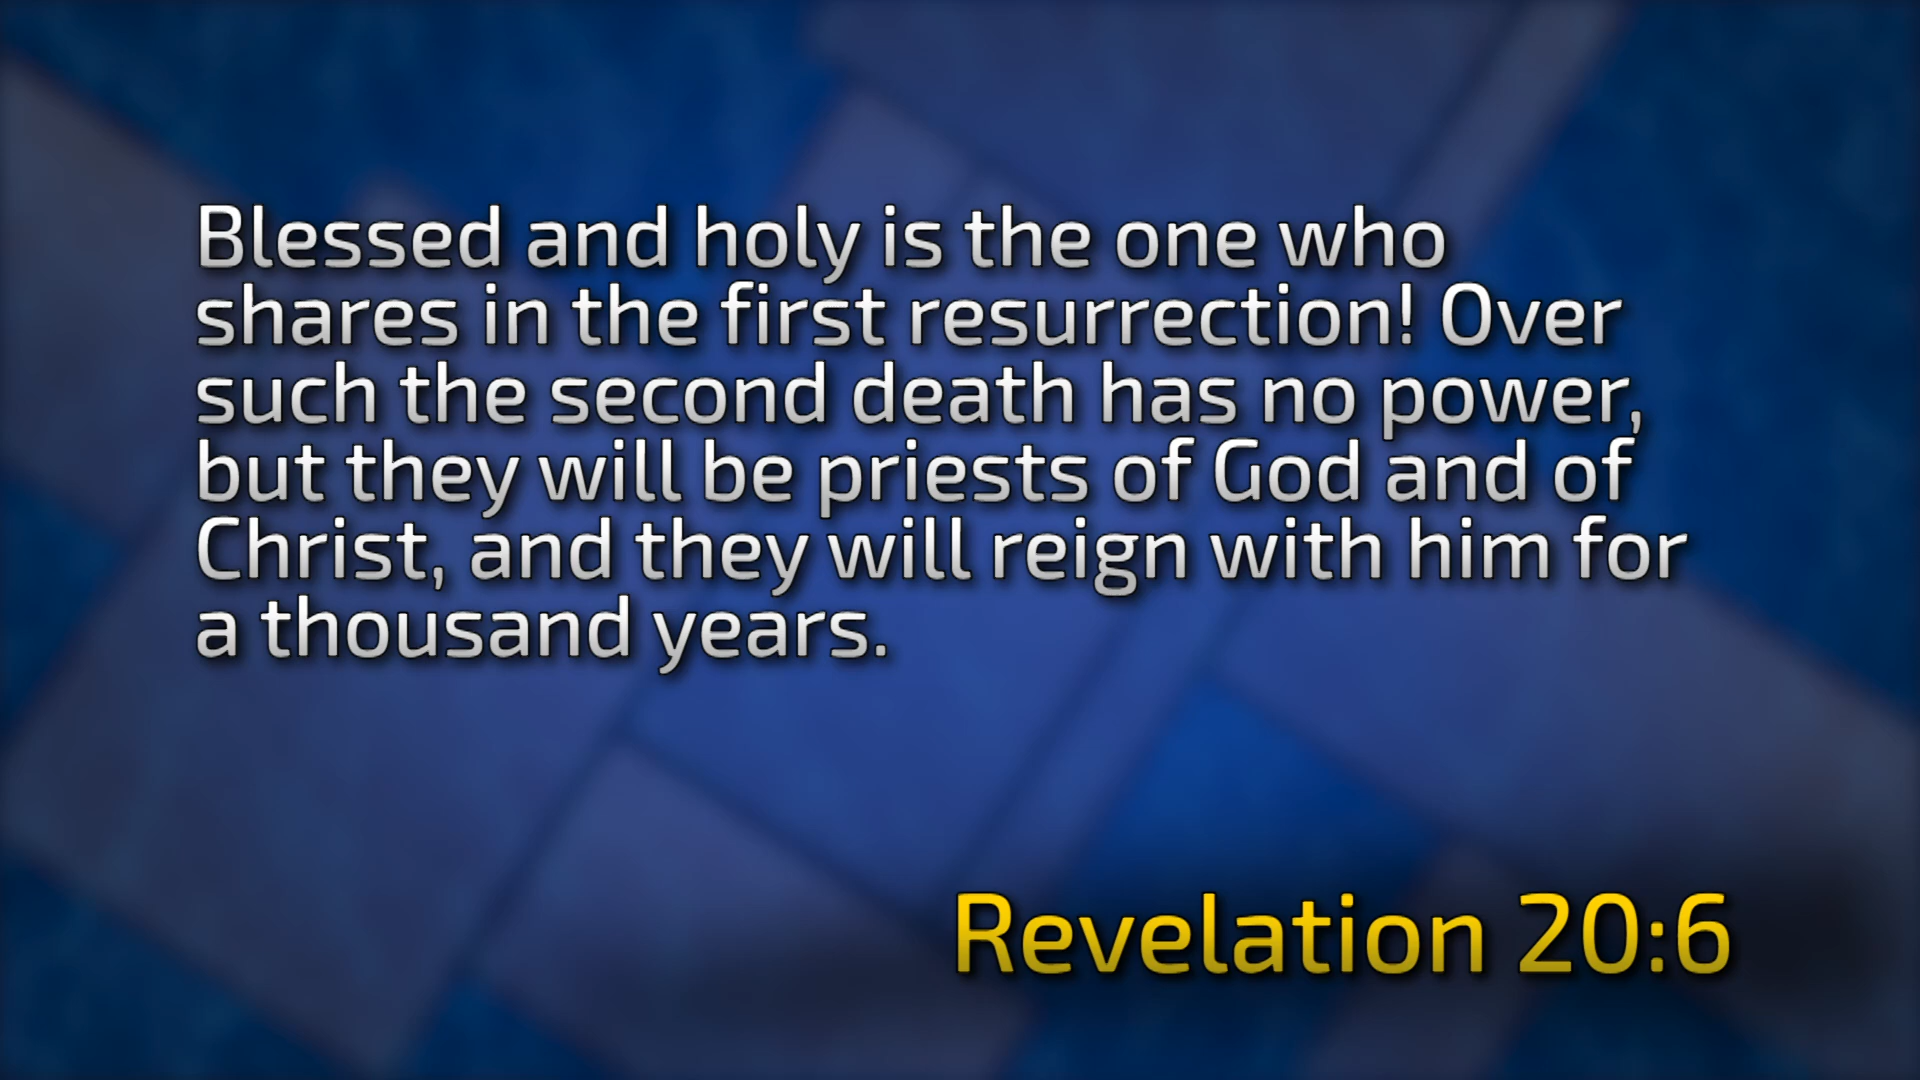 Blessed and holy is the one who
shares in the first resurrection! Over
such the second death has no power,
but they will be priests of God and of
Christ, and they will reign with him for
a thousand years.
Revelation 20:6